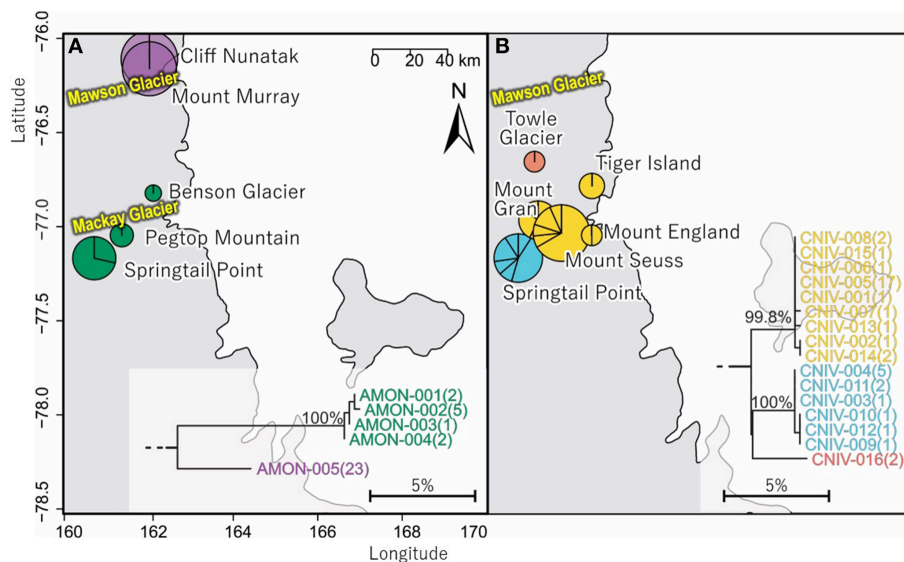 A
Cliff Nunatak
Mawson Glacier
Mount Murray
Benson Glacier
Mackay Glacier
Pegtop Mountain
Springtail Point
0 20 40 km
N
AMON-001(2)
AMON-002(5)
100%
AMON-003(1)
AMON-004(2)
AMON-005(23)
5%
B
Mawson Glacier
Towle
Glacier
Tiger Island
Mount
Gran
Mount England
Mount Seuss
Springtail Point
CNIV-008(2)
CNIV-015(1)
CNIV-006(1)
CNIV-005(17)
CNIV-001(1)
CNIV-007(1)
99.8%
CNIV-013(1)
CNIV-002(1)
CNIV-014(2)
CNIV-004(5)
CNIV-011(2)
100%
CNIV-003(1)
CNIV-010(1)
CNIV-012(1)
CNIV-009(1)
CNIV-016(2)
5%
Latitude
−76.0
−76.5
−77.0
−77.5
−78.0
−78.5
160 162 164 166 168 170
Longitude